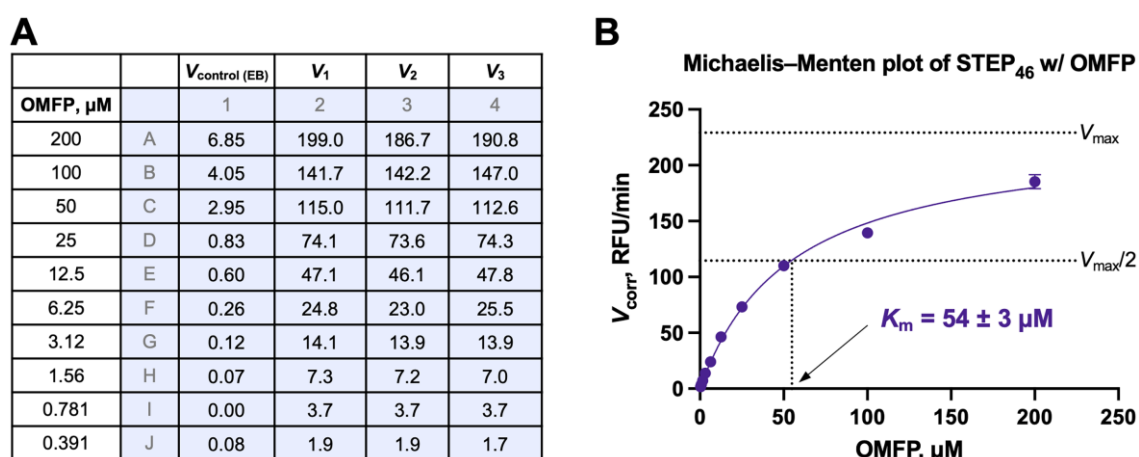 A
V control (EB) V1 V2 V3
OMFP, µM 1 2 3 4
200 A 6.85 199.0 186.7 190.8
100 B 4.05 141.7 142.2 147.0
50 C 2.95 115.0 111.7 112.6
25 D 0.83 74.1 73.6 74.3
12.5 E 0.60 47.1 46.1 47.8
6.25 F 0.26 24.8 23.0 25.5
3.12 G 0.12 14.1 13.9 13.9
1.56 H 0.07 7.3 7.2 7.0
0.781 I 0.00 3.7 3.7 3.7
0.391 J 0.08 1.9 1.9 1.7
B
Michaelis–Menten plot of STEP46 w/ OMFP
Vcorr, RFU/min
250
200
150
100
50
0
Vmax
Vmax/2
Km = 54 ± 3 µM
0 50 100 150 200 250
OMFP, µM